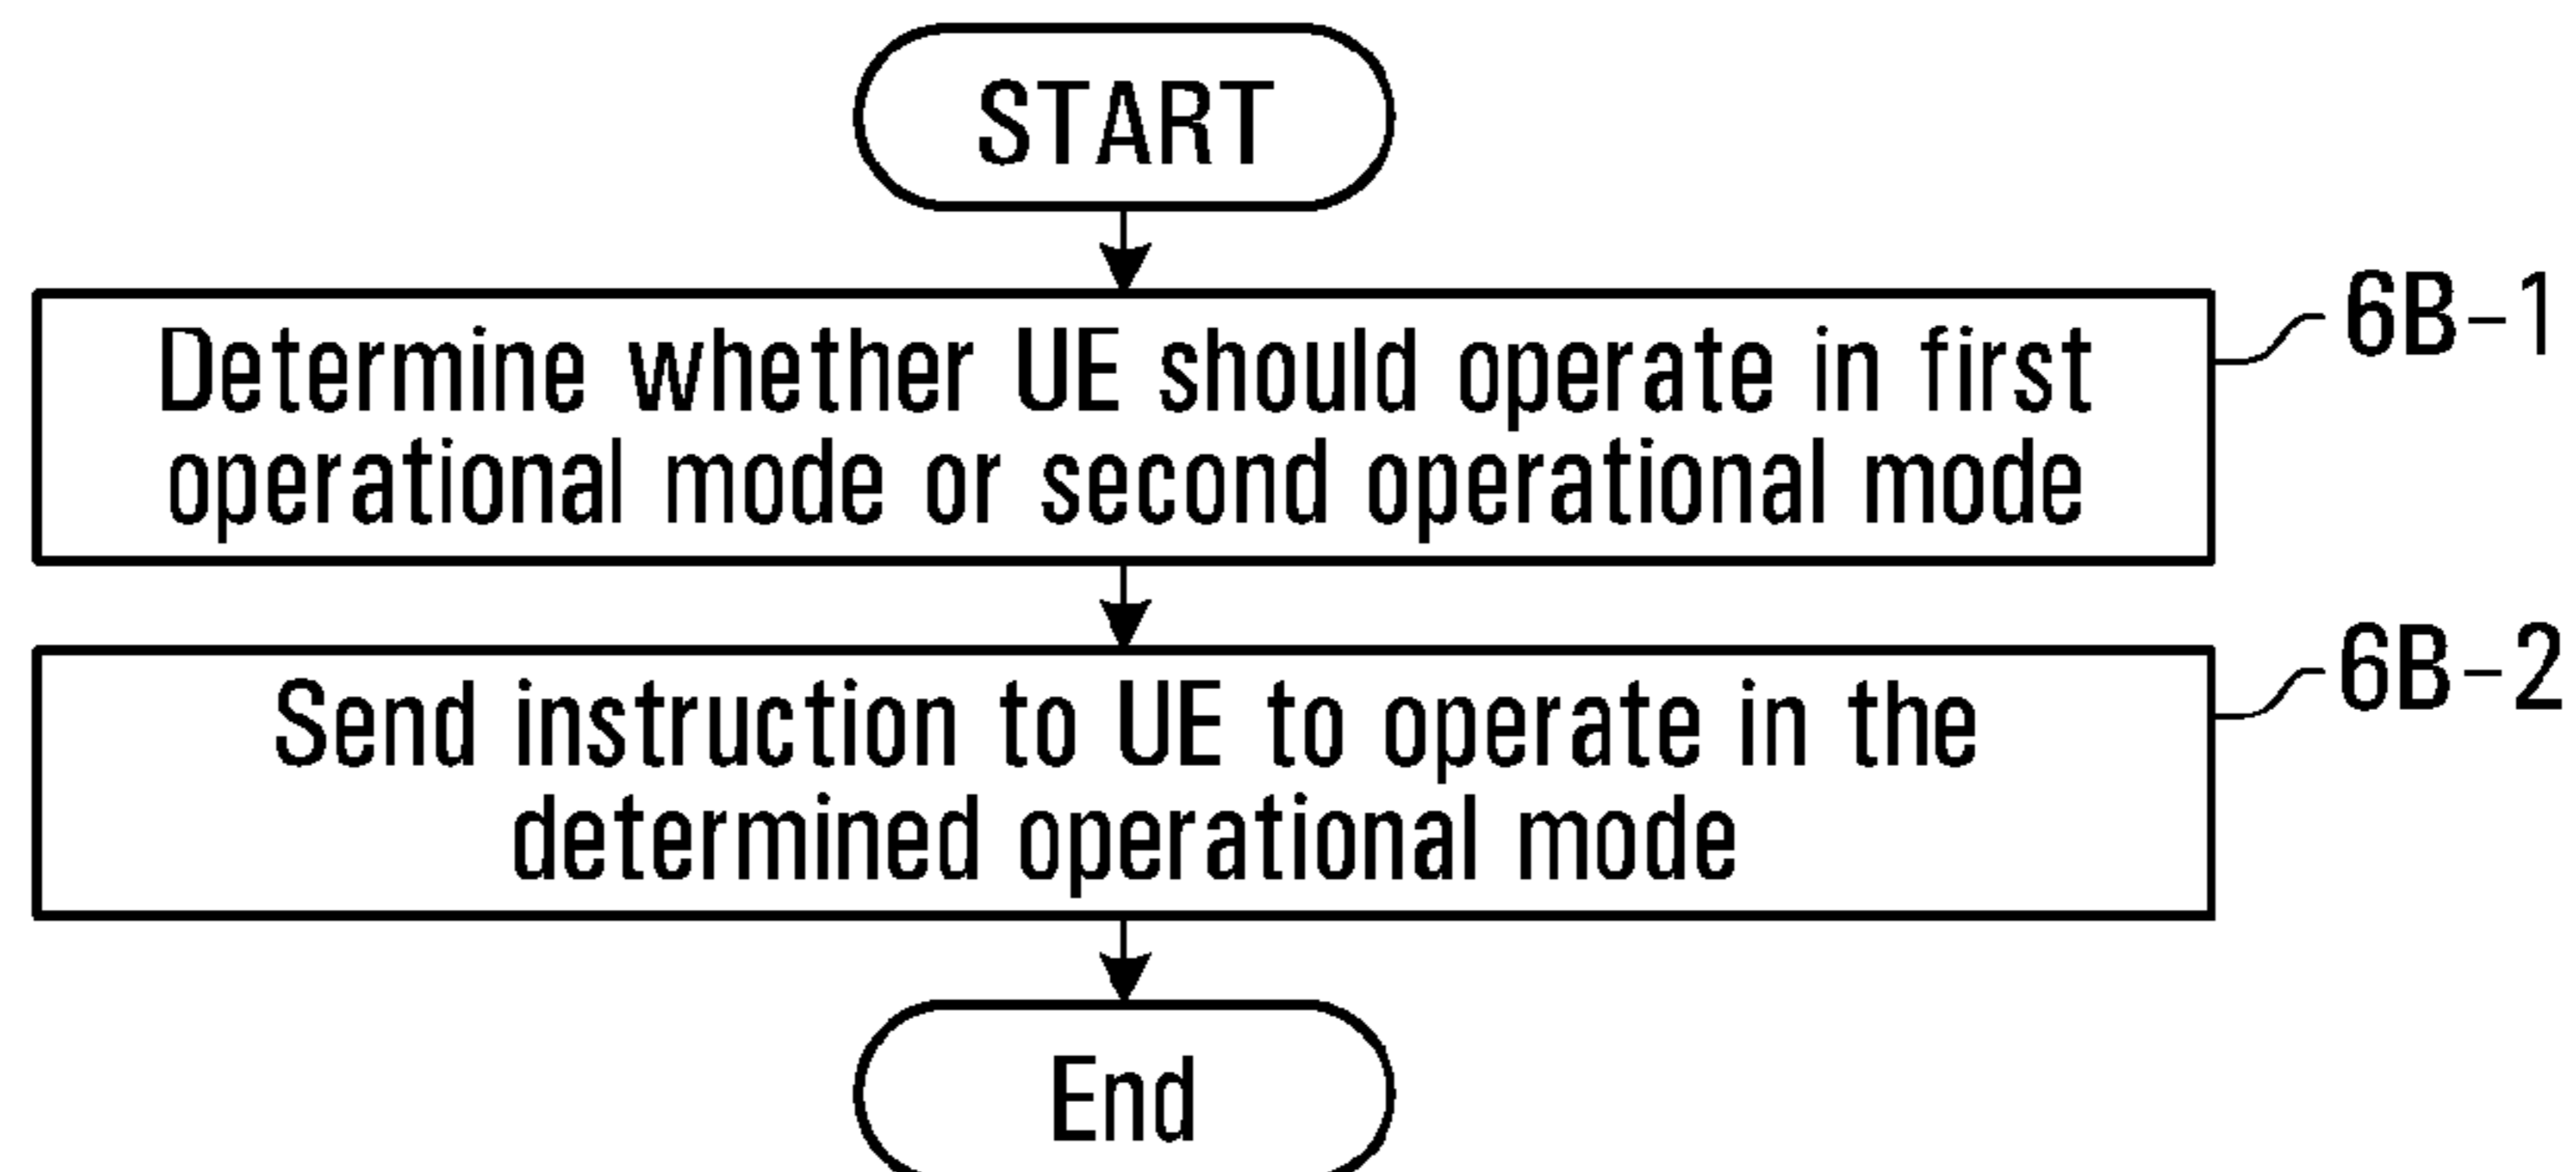 START
Determine whether UE should operate in first
operational mode or second operational mode
6B-1
Send instruction to UE to operate in the
determined operational mode
6B-2
End